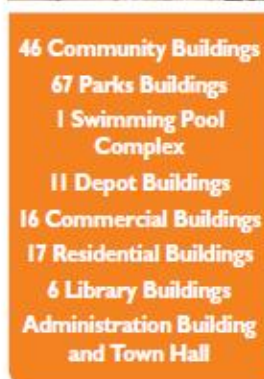 46 Community Buildings
67 Parks Buildings
1 Swimming Pool
Complex
11 Depot Buildings
16 Commercial Buildings
17 Residential Buildings
6 Library Buildings
Administration Building
and Town Hall